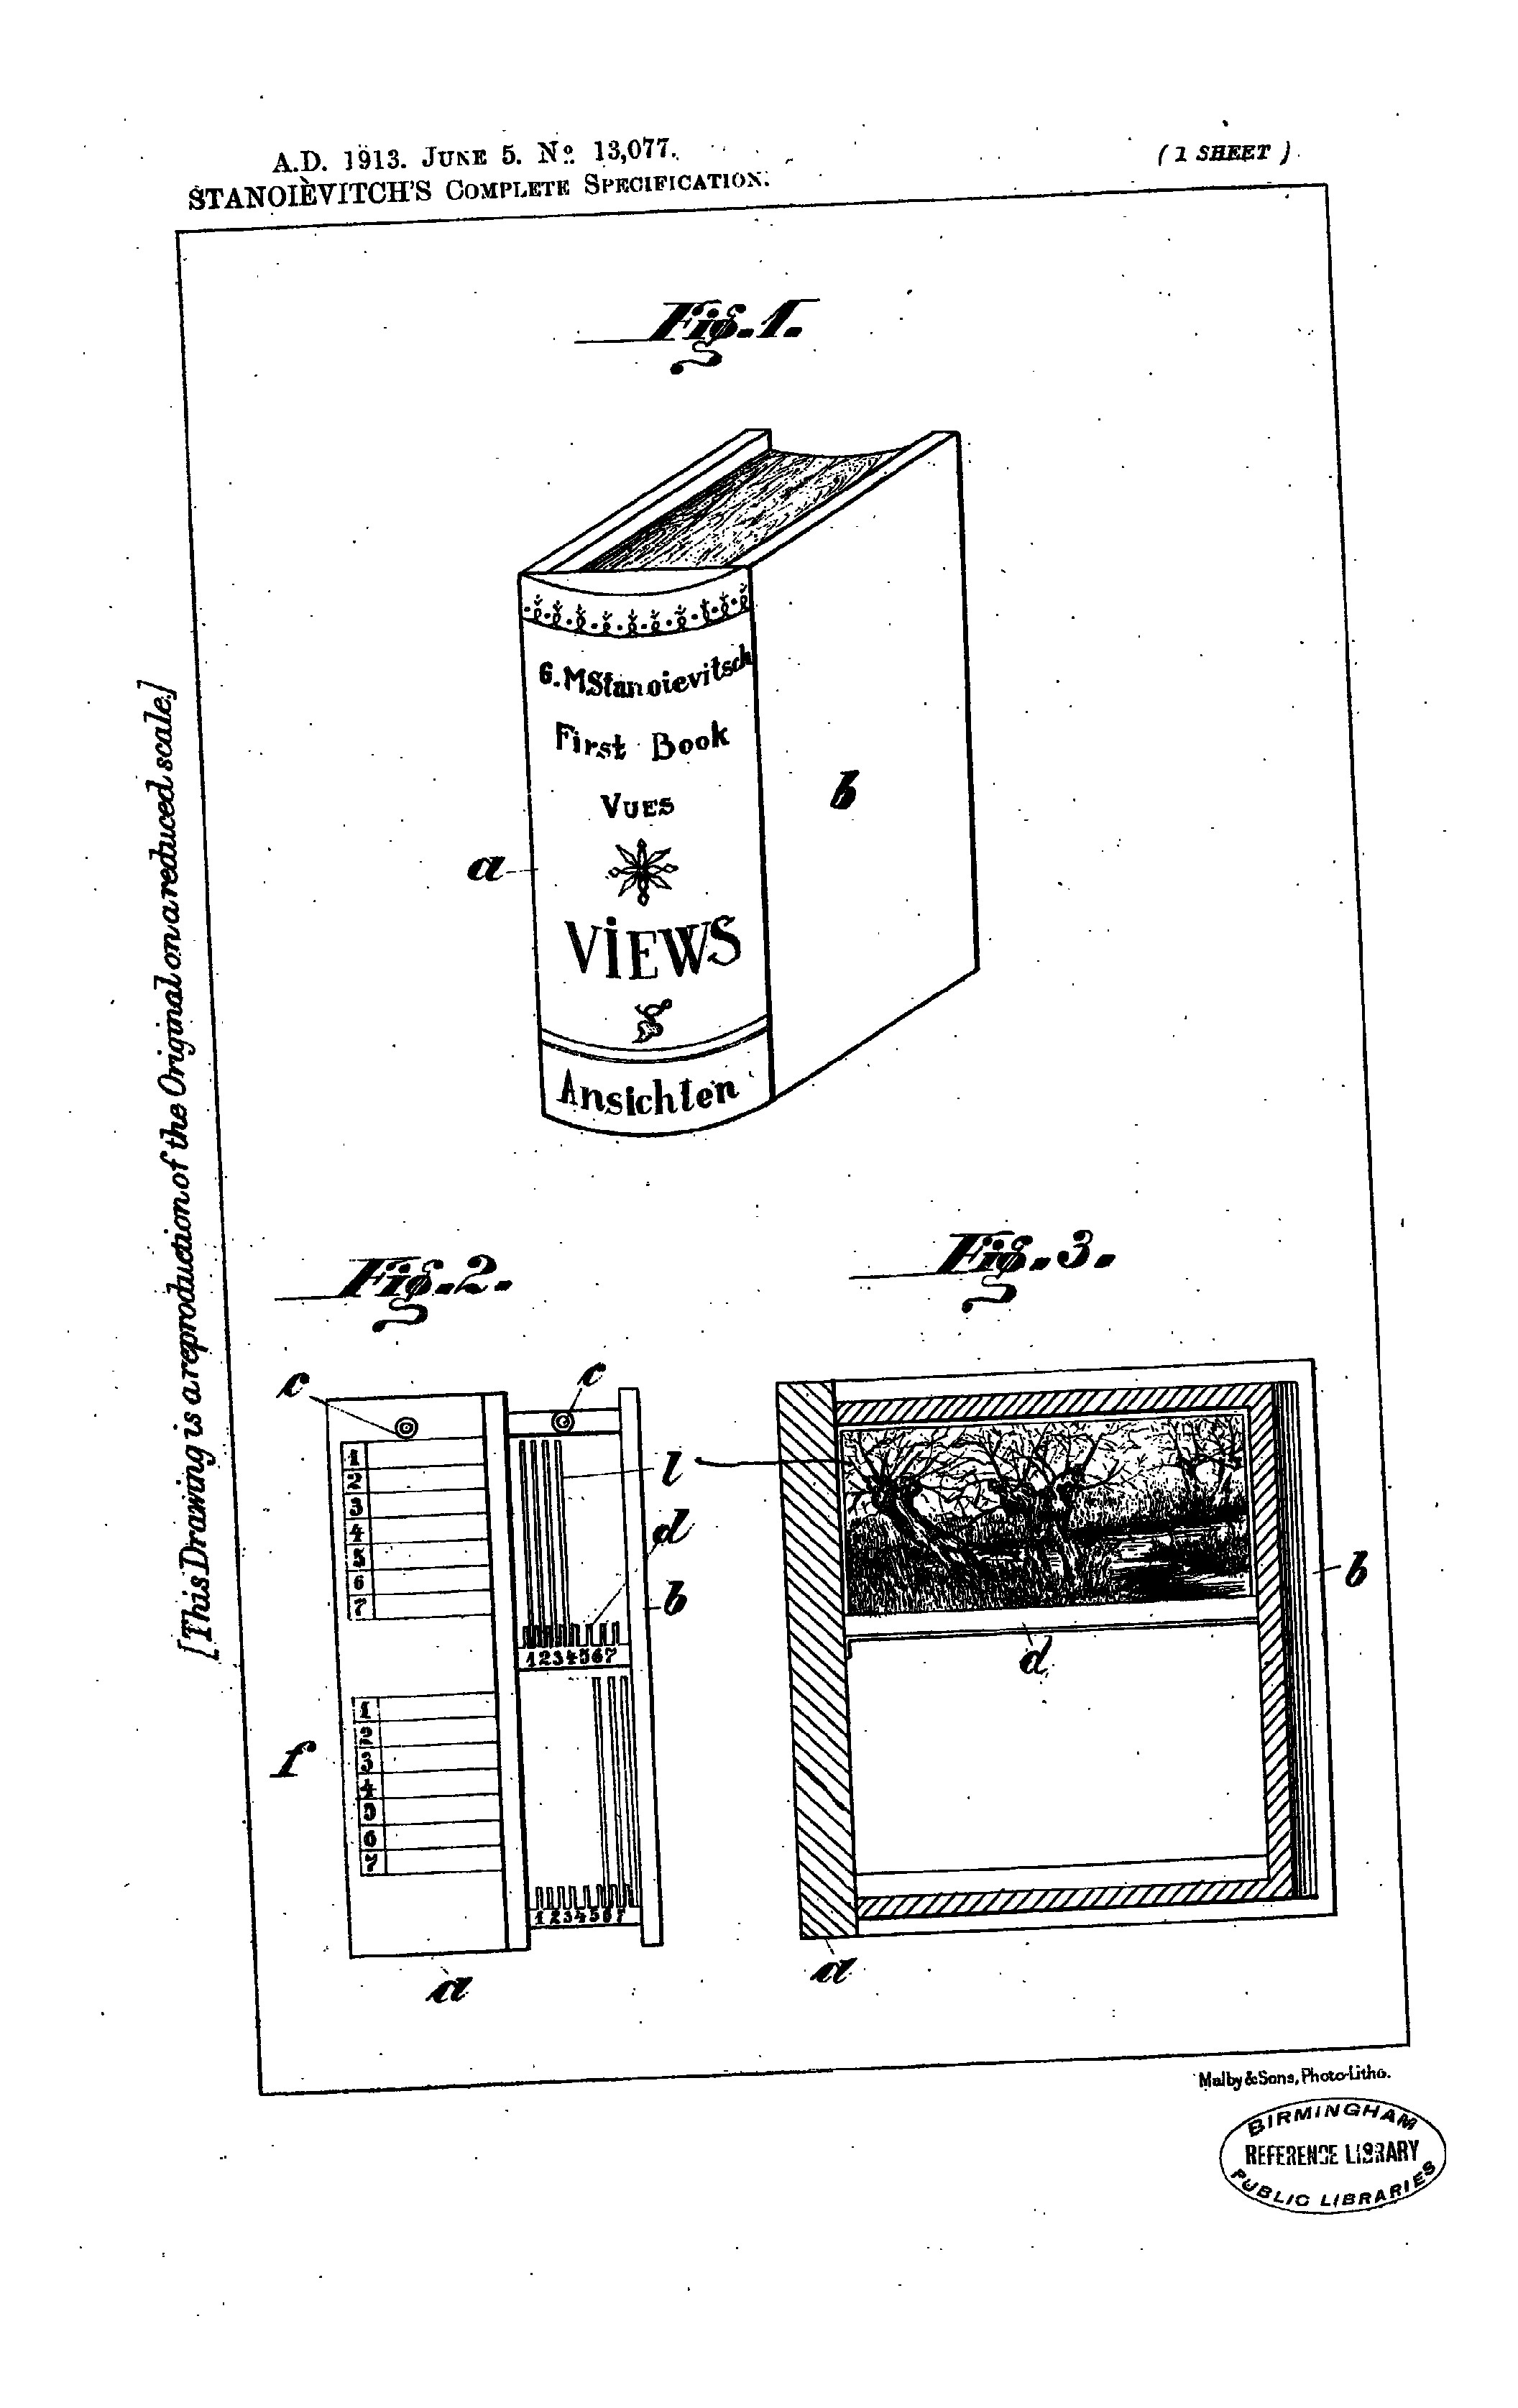 A.D. 1913. JUNE 5. No. 13,077.
(1 SHEET)
STANOIÈVITCH'S COMPLETE SPECIFICATION.
[This Drawing is a reproduction of the Original on a reduced scale.]
Fig. 1.
G. M Stanoievitsch
First Book
VUES
a
b
ViEWS
Ansichten
Fig. 2.
Fig. 3.
c
c
1
2
3
4
5
6
7
l
d
b
b
1234567
d
1
2
3
4
5
6
7
f
1234567
a
a
Malby & Sons, Photo-Litho.
BIRMINGHAM
REFERENCE LIBRARY
PUBLIC LIBRARIES